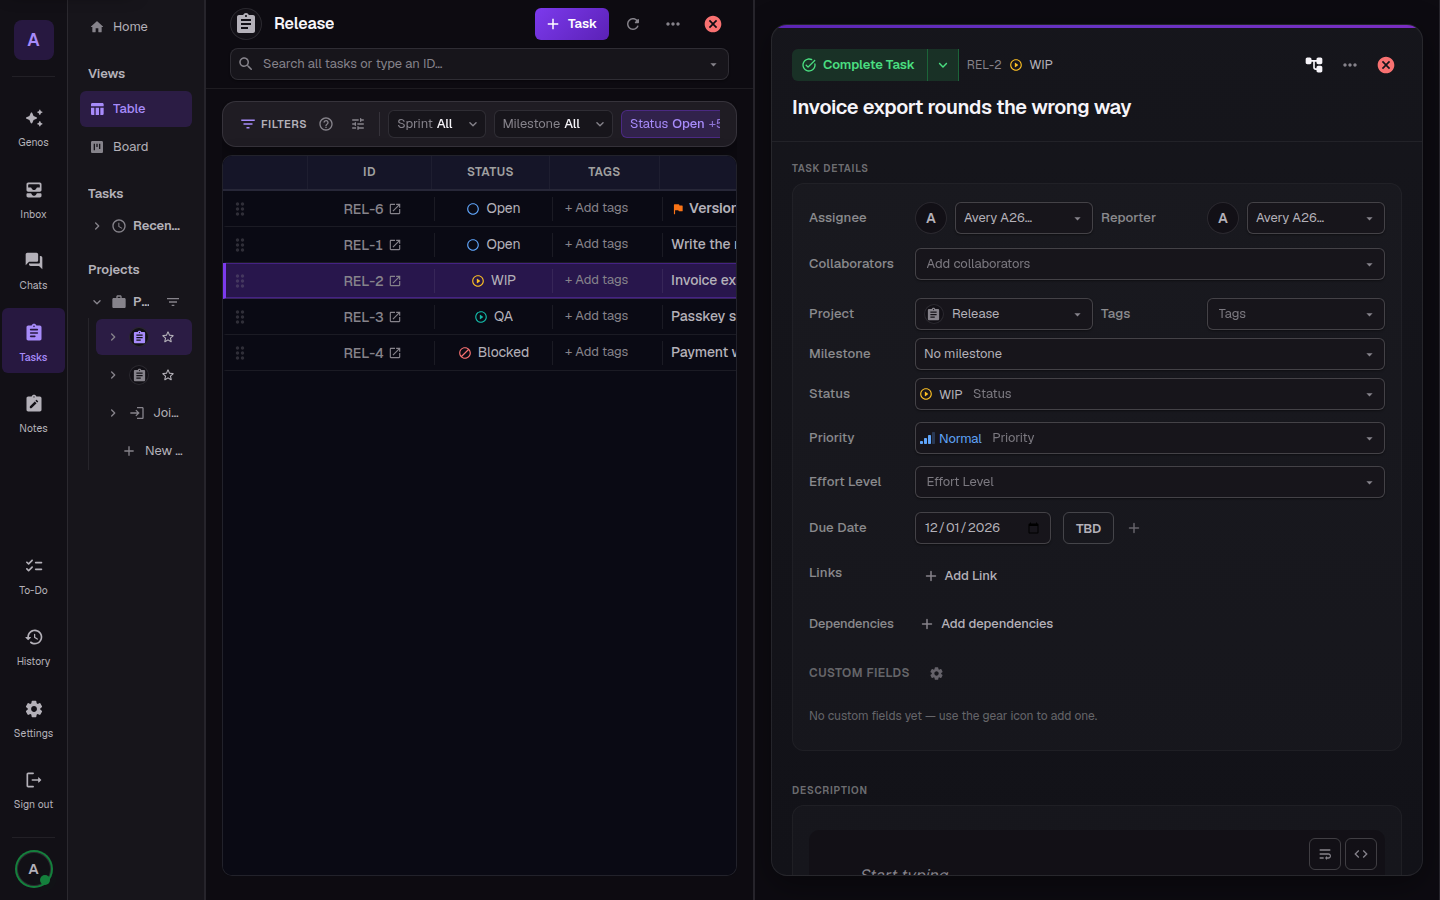 A
Genos
Inbox
Chats
Tasks
Notes
To-Do
History
Settings
Sign out
A
Home
Views
Table
Board
Tasks
Recen...
Projects
P...
Joi...
New ...
Release
Task
Search all tasks or type an ID...
FILTERS
Sprint All
Milestone All
Status Open +5
ID STATUS TAGS
REL-6 Open + Add tags Version
REL-1 Open + Add tags Write the
REL-2 WIP + Add tags Invoice ex
REL-3 QA + Add tags Passkey s
REL-4 Blocked + Add tags Payment
Complete Task
REL-2 WIP
Invoice export rounds the wrong way
TASK DETAILS
Assignee A Avery A26... Reporter A Avery A26...
Collaborators Add collaborators
Project Release Tags Tags
Milestone No milestone
Status WIP Status
Priority Normal Priority
Effort Level Effort Level
Due Date 12/01/2026 TBD
Links Add Link
Dependencies Add dependencies
CUSTOM FIELDS
No custom fields yet — use the gear icon to add one.
DESCRIPTION
Start typing